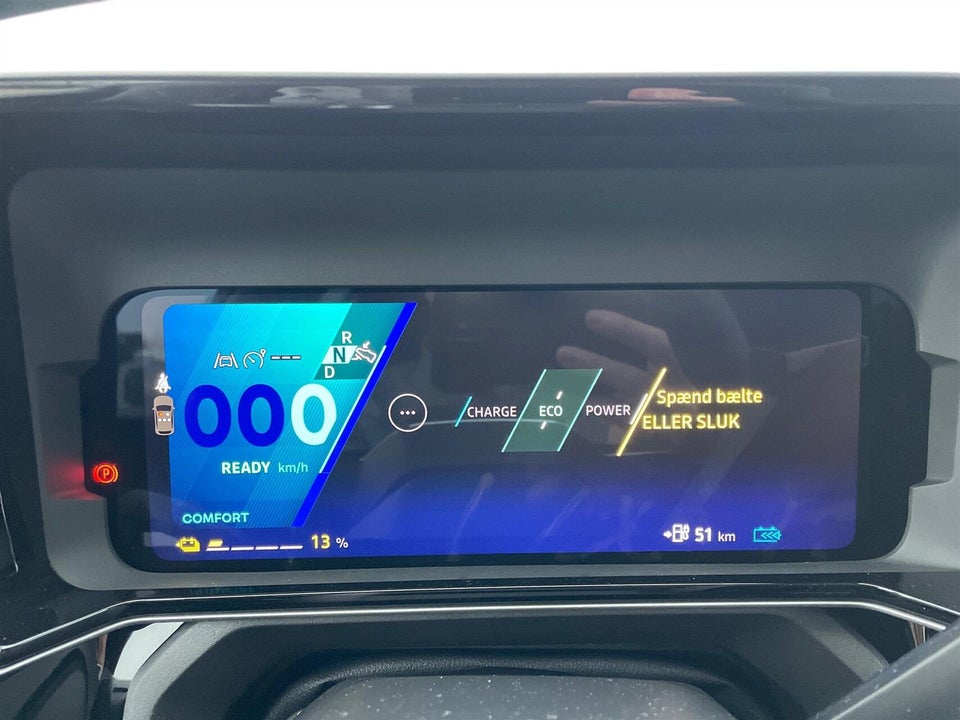 R
N
D
---
000
READY km/h
COMFORT
13 %
P
CHARGE ECO POWER
Spænd bælte
ELLER SLUK
51 km